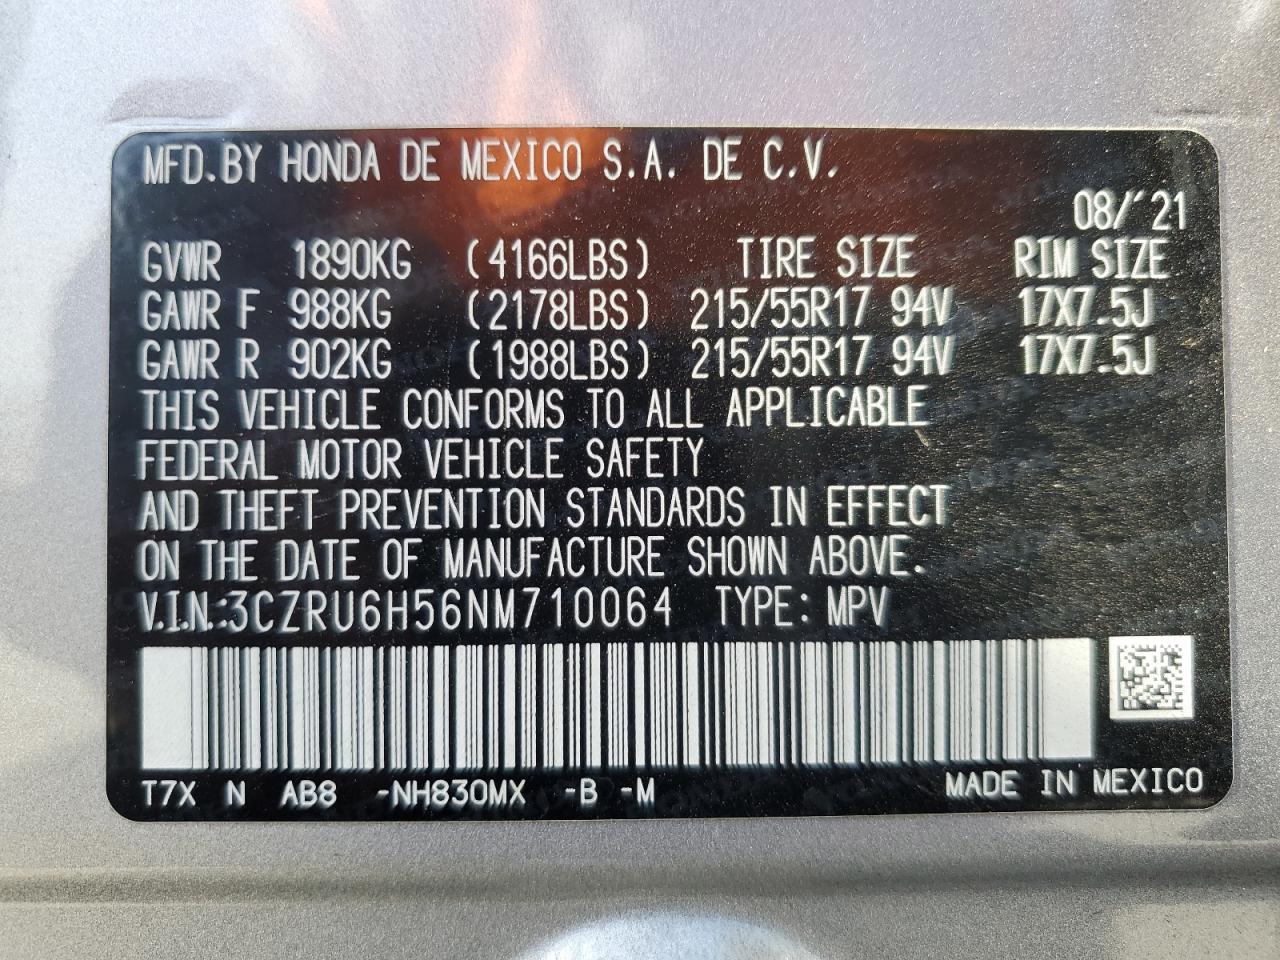 MFD.BY HONDA DE MEXICO S.A. DE C.V.
08/'21
GVWR 1890KG (4166LBS) TIRE SIZE RIM SIZE
GAWR F 988KG (2178LBS) 215/55R17 94V 17X7.5J
GAWR R 902KG (1988LBS) 215/55R17 94V 17X7.5J
THIS VEHICLE CONFORMS TO ALL APPLICABLE
FEDERAL MOTOR VEHICLE SAFETY
AND THEFT PREVENTION STANDARDS IN EFFECT
ON THE DATE OF MANUFACTURE SHOWN ABOVE.
V.I.N.:3CZRU6H56NM710064 TYPE: MPV
T7X N AB8 -NH830MX -B -M MADE IN MEXICO